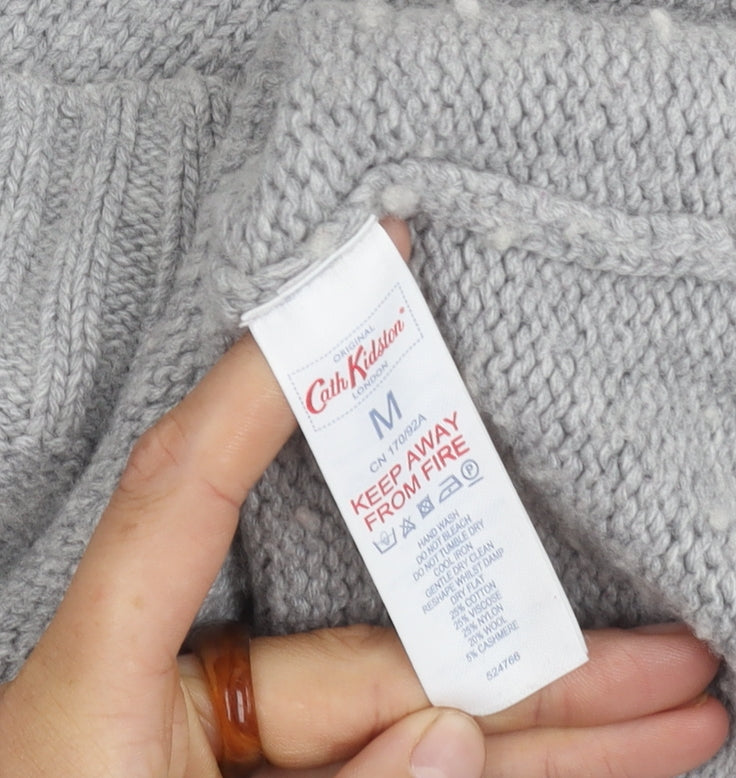 ORIGINAL
Cath Kidston®
LONDON
M
CN 170/92A
KEEP AWAY
FROM FIRE
P
HAND WASH
DO NOT BLEACH
DO NOT TUMBLE DRY
COOL IRON
GENTLE DRY CLEAN
RESHAPE WHILST DAMP
DRY FLAT
25% COTTON
25% VISCOSE
25% NYLON
20% WOOL
5% CASHMERE
524766